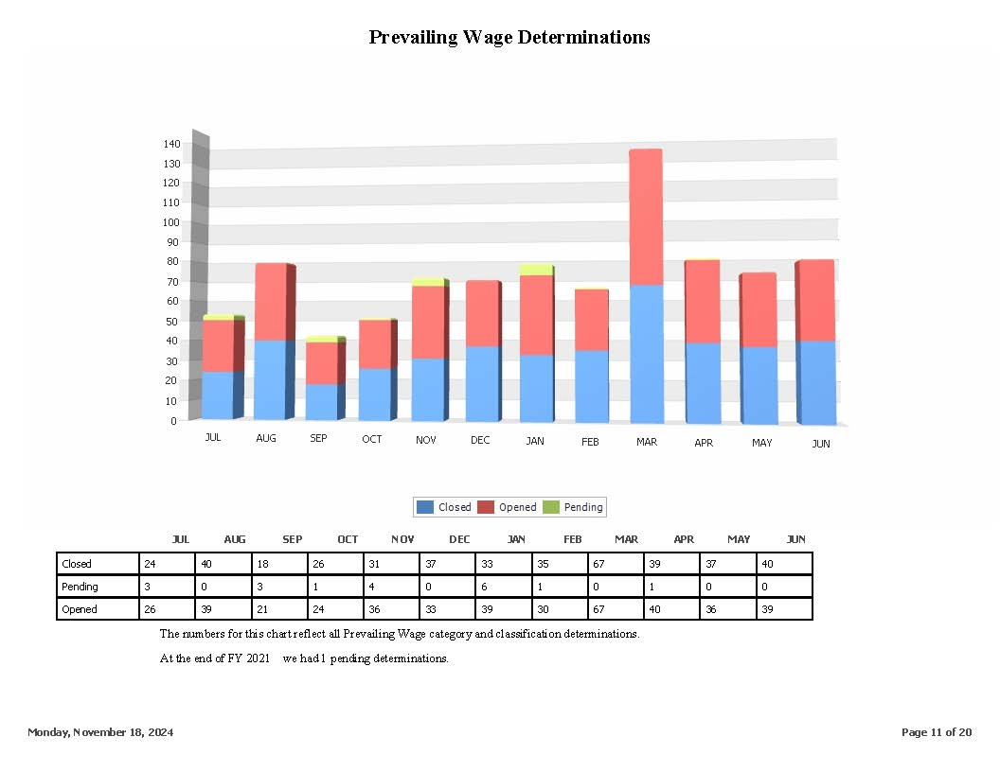 Prevailing Wage Determinations
140
130
120
110
100
90
80
70
60
50
40
30
20
10
0
JUL AUG SEP OCT NOV DEC JAN FEB MAR APR MAY JUN
Closed Opened Pending
JUL AUG SEP OCT NOV DEC JAN FEB MAR APR MAY JUN
Closed 24 40 18 26 31 37 33 35 67 39 37 40
Pending 3 0 3 1 4 0 6 1 0 1 0 0
Opened 26 39 21 24 36 33 39 30 67 40 36 39
The numbers for this chart reflect all Prevailing Wage category and classification determinations.
At the end of FY 2021 we had 1 pending determinations.
Monday, November 18, 2024 Page 11 of 20